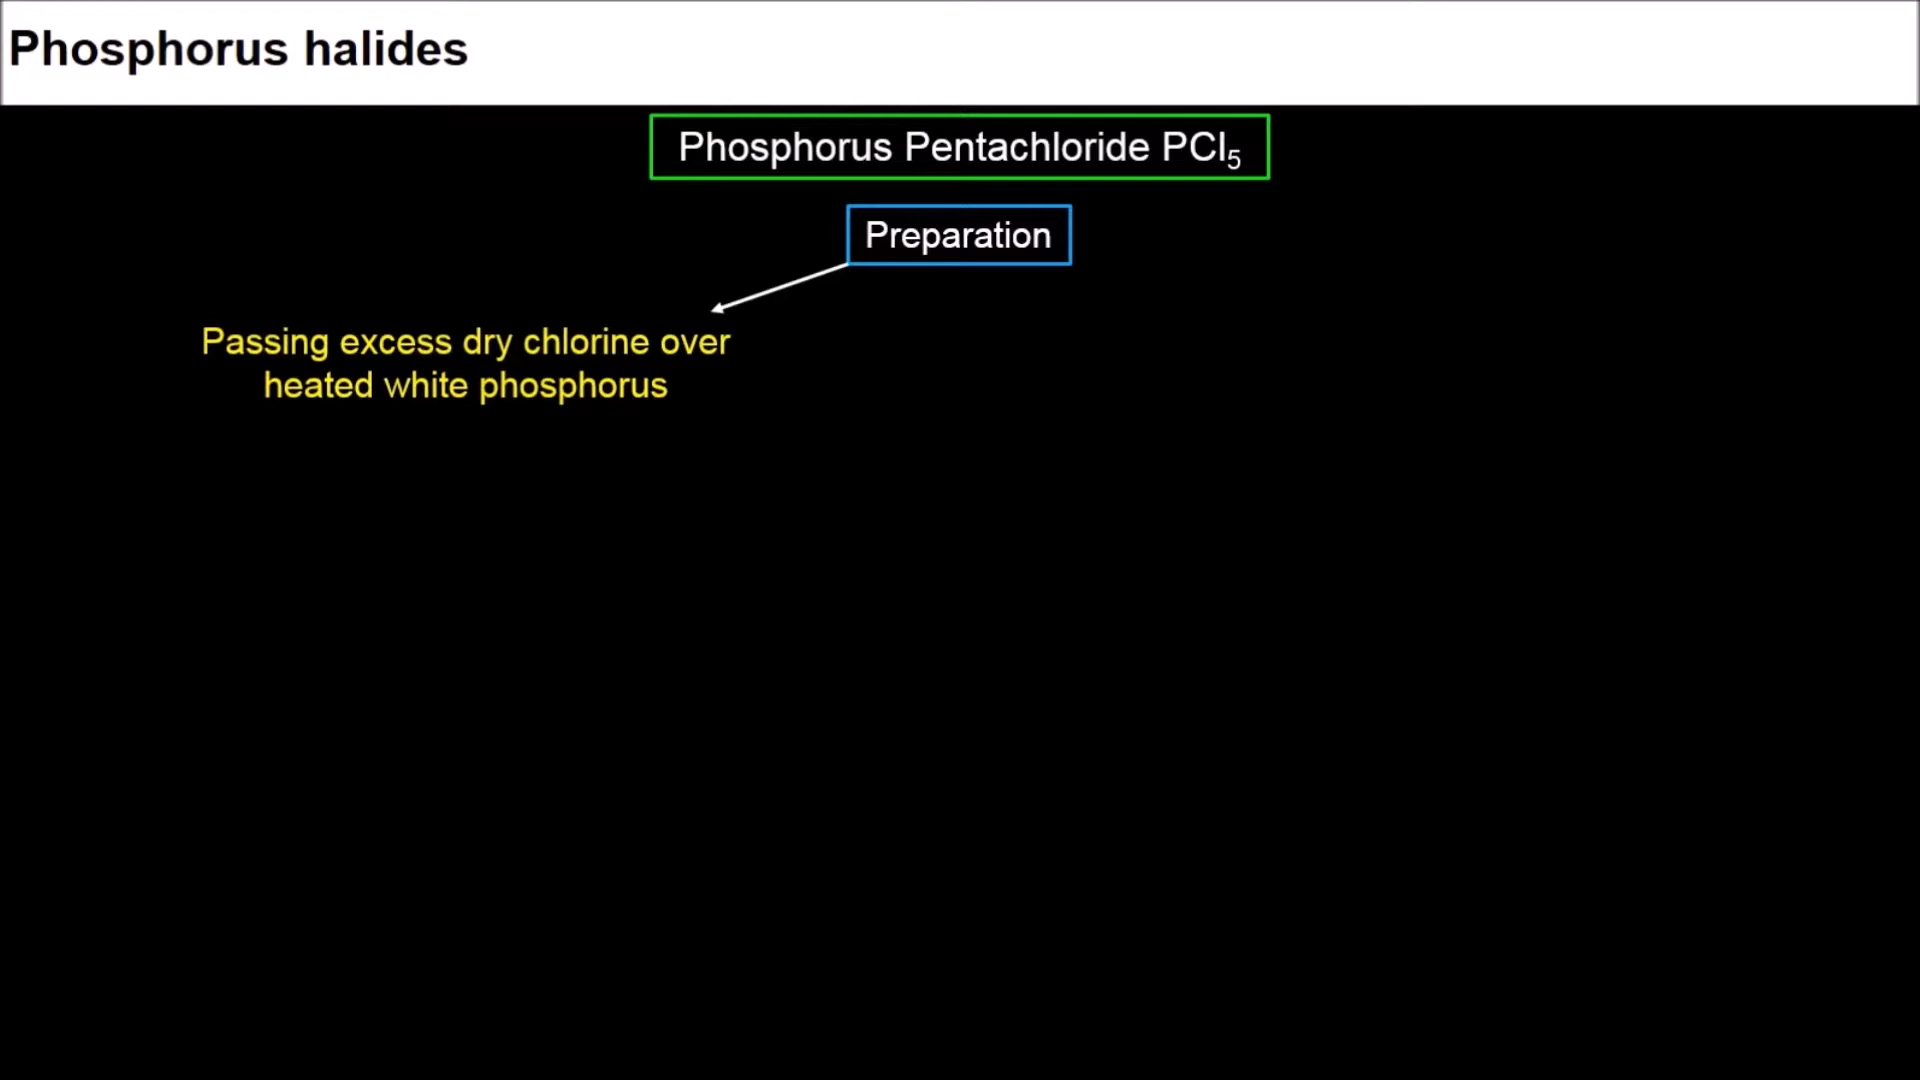 Phosphorus halides
Phosphorus Pentachloride PCl₅
Preparation
Passing excess dry chlorine over
heated white phosphorus